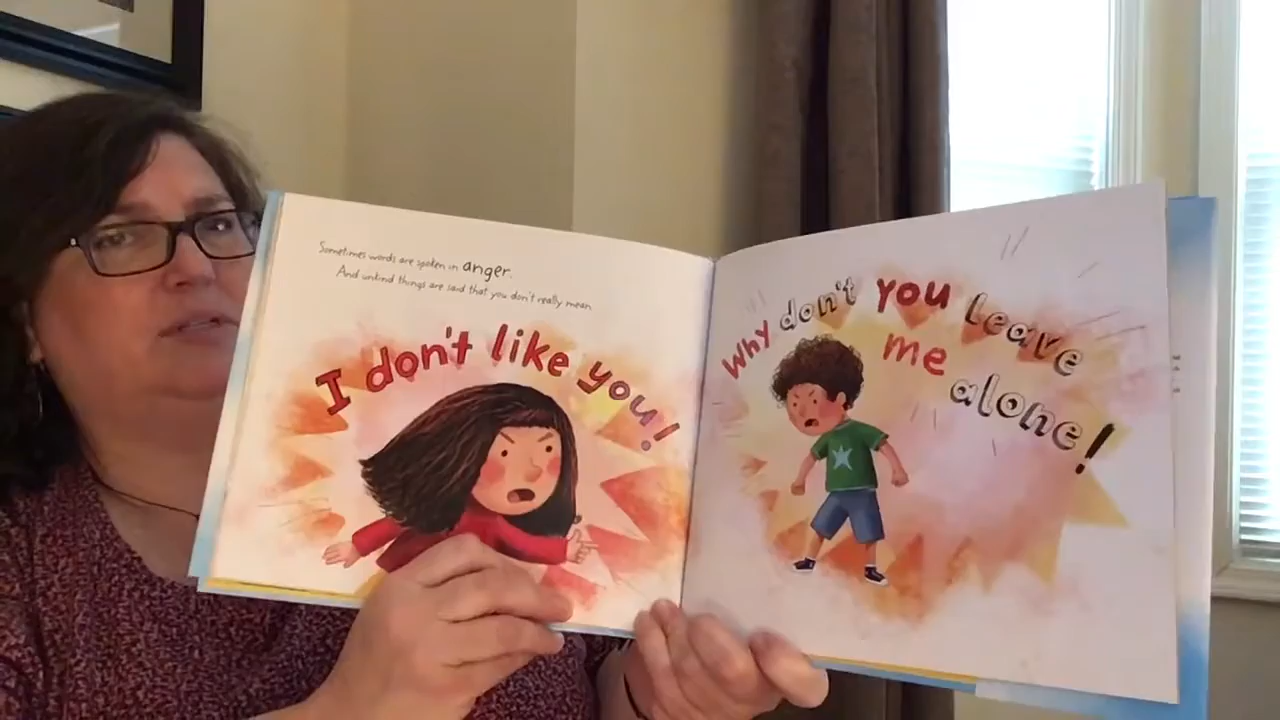 Sometimes words are spoken in anger.
And unkind things are said that you don't really mean.
I don't like you!
Why don't you leave
me
alone!